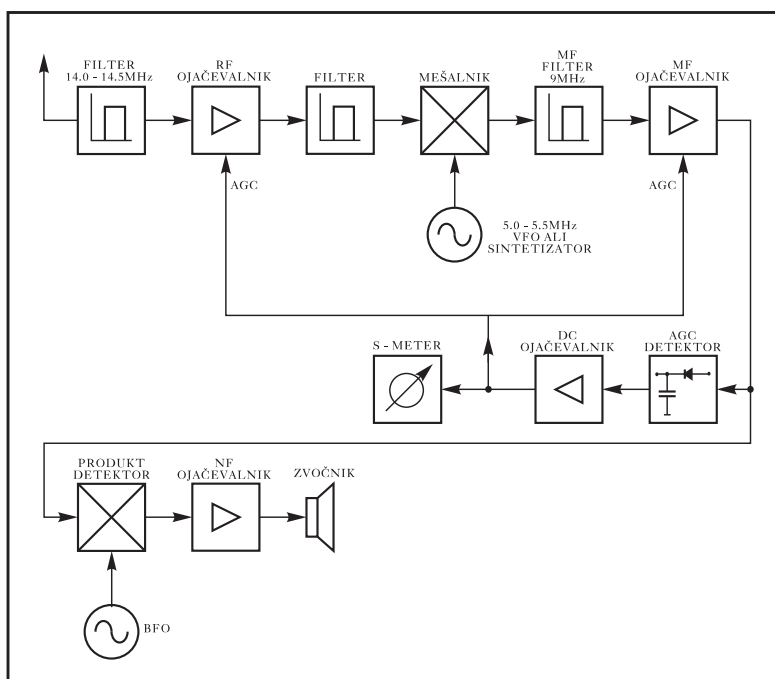 FILTER
14.0 - 14.5MHz
RF
OJAČEVALNIK
FILTER
MEŠALNIK
MF
FILTER
9MHz
MF
OJAČEVALNIK
AGC
AGC
5.0 - 5.5MHz
VFO ALI
SINTETIZATOR
S - METER
DC
OJAČEVALNIK
AGC
DETEKTOR
PRODUKT
DETEKTOR
NF
OJAČEVALNIK
ZVOČNIK
BFO